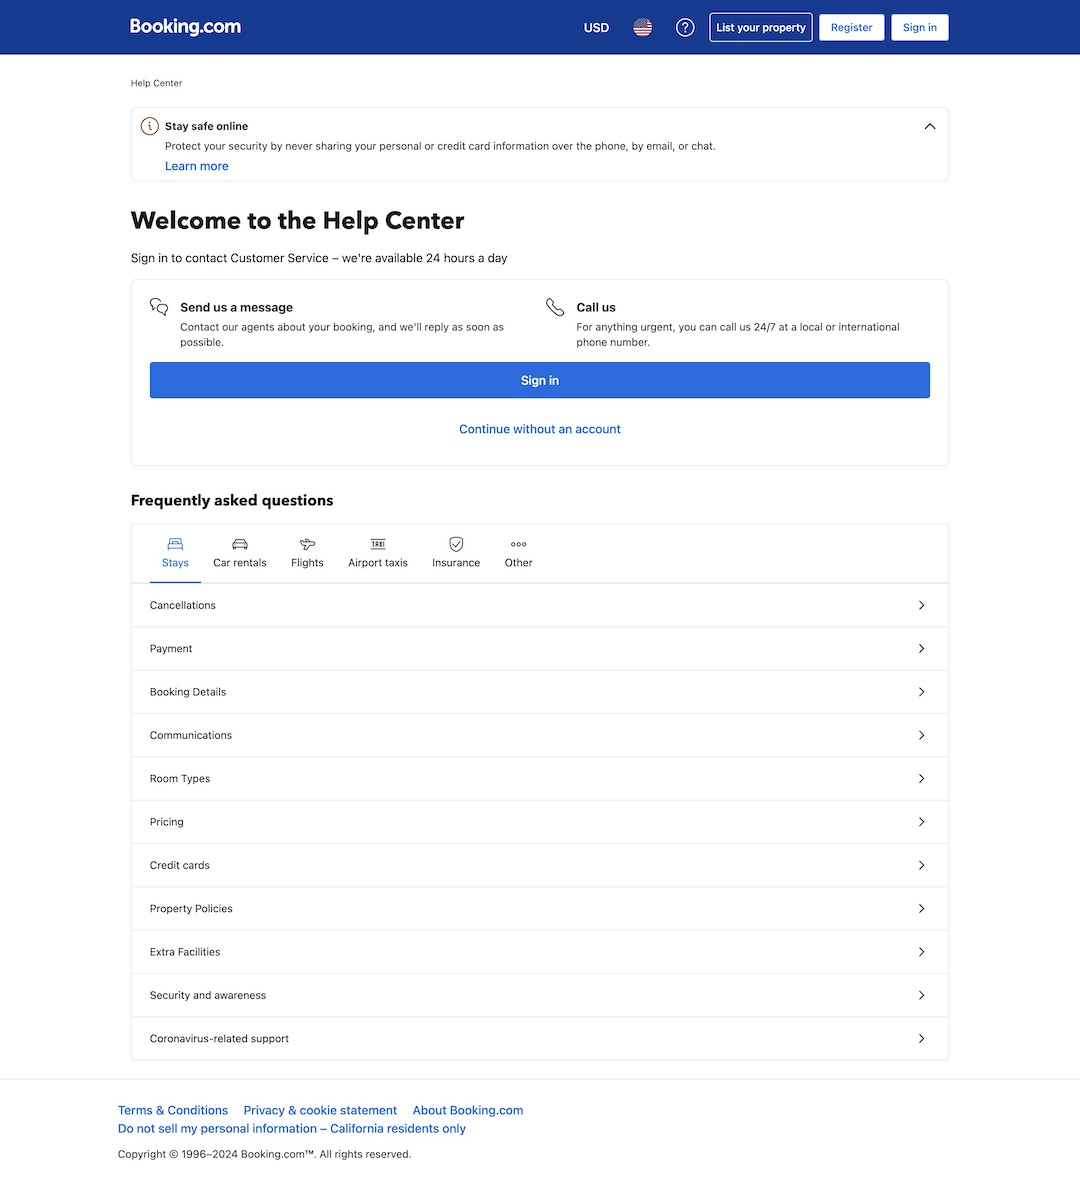 Booking.com
USD
List your property
Register
Sign in
Help Center
Stay safe online
Protect your security by never sharing your personal or credit card information over the phone, by email, or chat.
Learn more
Welcome to the Help Center
Sign in to contact Customer Service – we're available 24 hours a day
Send us a message
Contact our agents about your booking, and we'll reply as soon as
possible.
Call us
For anything urgent, you can call us 24/7 at a local or international
phone number.
Sign in
Continue without an account
Frequently asked questions
Stays
Car rentals
Flights
TAXI
Airport taxis
Insurance
Other
Cancellations
Payment
Booking Details
Communications
Room Types
Pricing
Credit cards
Property Policies
Extra Facilities
Security and awareness
Coronavirus-related support
Terms & Conditions
Privacy & cookie statement
About Booking.com
Do not sell my personal information – California residents only
Copyright © 1996–2024 Booking.com™. All rights reserved.